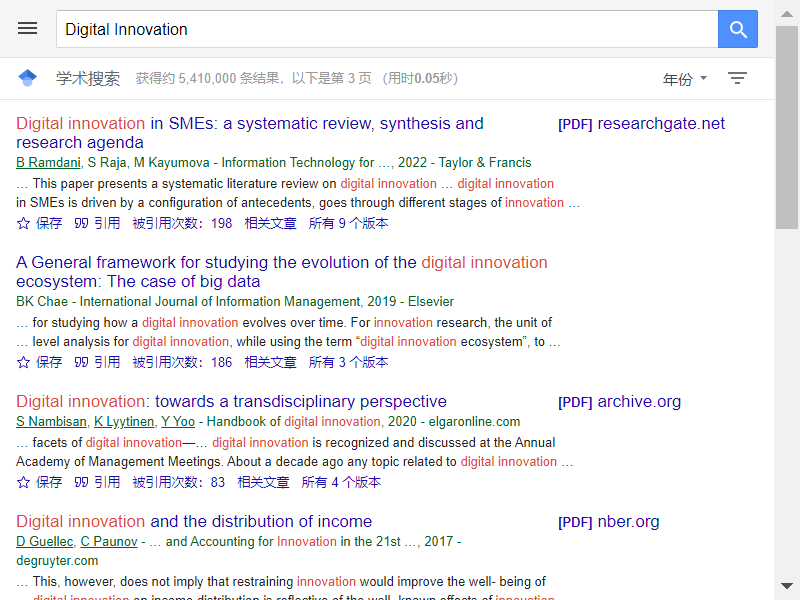 Digital Innovation
学术搜索 获得约 5,410,000 条结果，以下是第 3 页 （用时0.05秒） 年份
Digital innovation in SMEs: a systematic review, synthesis and
research agenda
[PDF] researchgate.net
B Ramdani, S Raja, M Kayumova - Information Technology for …, 2022 - Taylor & Francis
… This paper presents a systematic literature review on digital innovation … digital innovation
in SMEs is driven by a configuration of antecedents, goes through different stages of innovation …
保存 引用 被引用次数：198 相关文章 所有 9 个版本
A General framework for studying the evolution of the digital innovation
ecosystem: The case of big data
BK Chae - International Journal of Information Management, 2019 - Elsevier
… for studying how a digital innovation evolves over time. For innovation research, the unit of
… level analysis for digital innovation, while using the term “digital innovation ecosystem”, to …
保存 引用 被引用次数：186 相关文章 所有 3 个版本
Digital innovation: towards a transdisciplinary perspective
[PDF] archive.org
S Nambisan, K Lyytinen, Y Yoo - Handbook of digital innovation, 2020 - elgaronline.com
… facets of digital innovation—… digital innovation is recognized and discussed at the Annual
Academy of Management Meetings. About a decade ago any topic related to digital innovation …
保存 引用 被引用次数：83 相关文章 所有 4 个版本
Digital innovation and the distribution of income
[PDF] nber.org
D Guellec, C Paunov - … and Accounting for Innovation in the 21st …, 2017 -
degruyter.com
… This, however, does not imply that restraining innovation would improve the well- being of
digital innovation on income distribution is reflective of the well- known effects of innovation